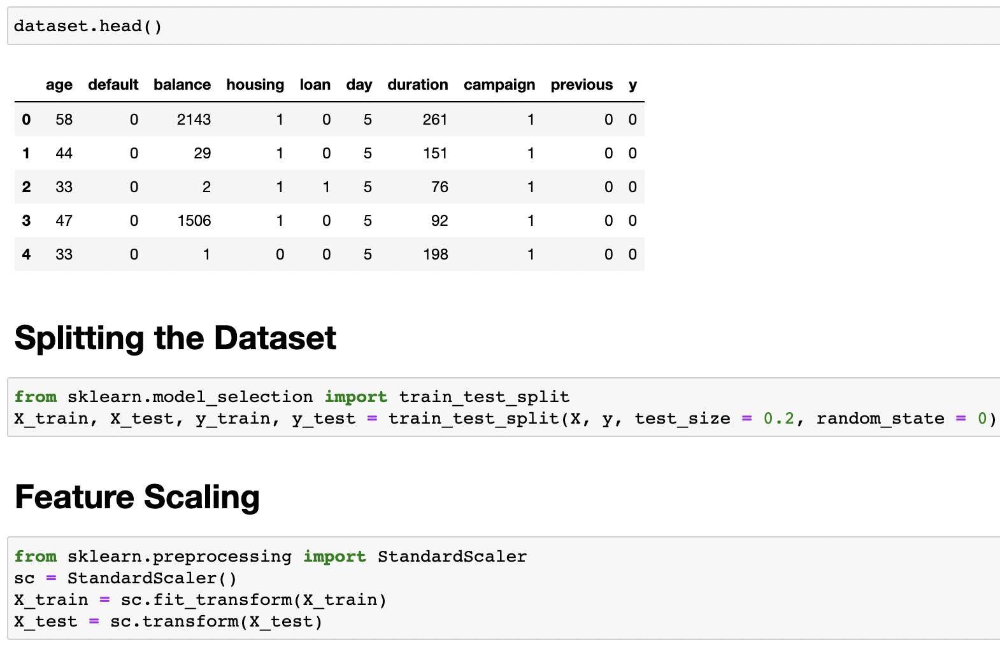 dataset.head()
age default balance housing loan day duration campaign previous y
0 58 0 2143 1 0 5 261 1 0 0
1 44 0 29 1 0 5 151 1 0 0
2 33 0 2 1 1 5 76 1 0 0
3 47 0 1506 1 0 5 92 1 0 0
4 33 0 1 0 0 5 198 1 0 0
Splitting the Dataset
from sklearn.model_selection import train_test_split
X_train, X_test, y_train, y_test = train_test_split(X, y, test_size = 0.2, random_state = 0)
Feature Scaling
from sklearn.preprocessing import StandardScaler
sc = StandardScaler()
X_train = sc.fit_transform(X_train)
X_test = sc.transform(X_test)